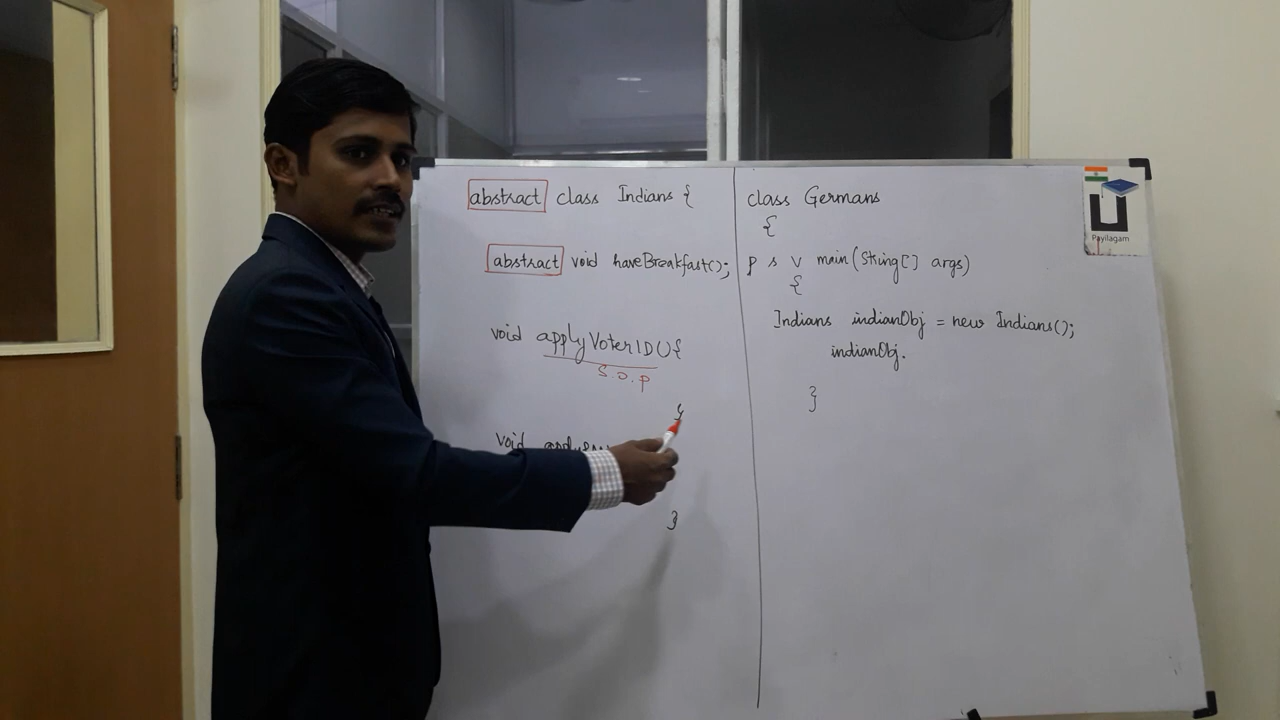 abstract class Indians {
abstract void haveBreakfast();
void applyVoterID(){
S.O.P
}
void
}
class Germans
{
p s v main(String[] args)
{
Indians indianObj = new Indians();
indianObj.
}
Payilagam